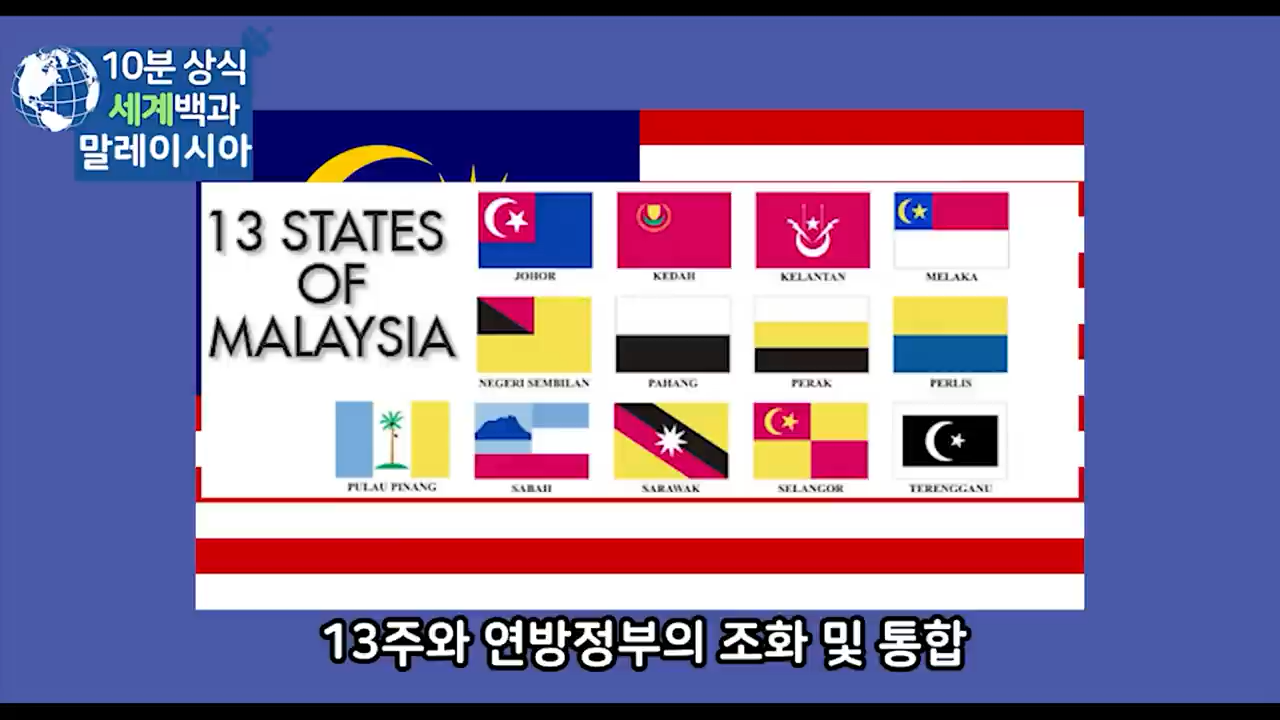 10분 상식
세계백과
말레이시아
13 STATES
OF
MALAYSIA
JOHOR
KEDAH
KELANTAN
MELAKA
NEGERI SEMBILAN
PAHANG
PERAK
PERLIS
PULAU PINANG
SABAH
SARAWAK
SELANGOR
TERENGGANU
13주와 연방정부의 조화 및 통합